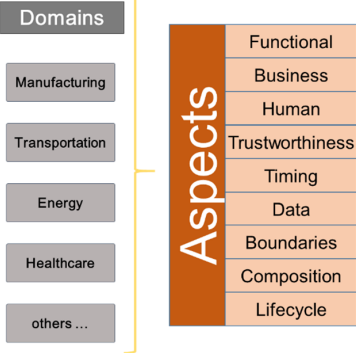 Domains
Manufacturing
Transportation
Energy
Healthcare
others ...
Aspects
Functional
Business
Human
Trustworthiness
Timing
Data
Boundaries
Composition
Lifecycle